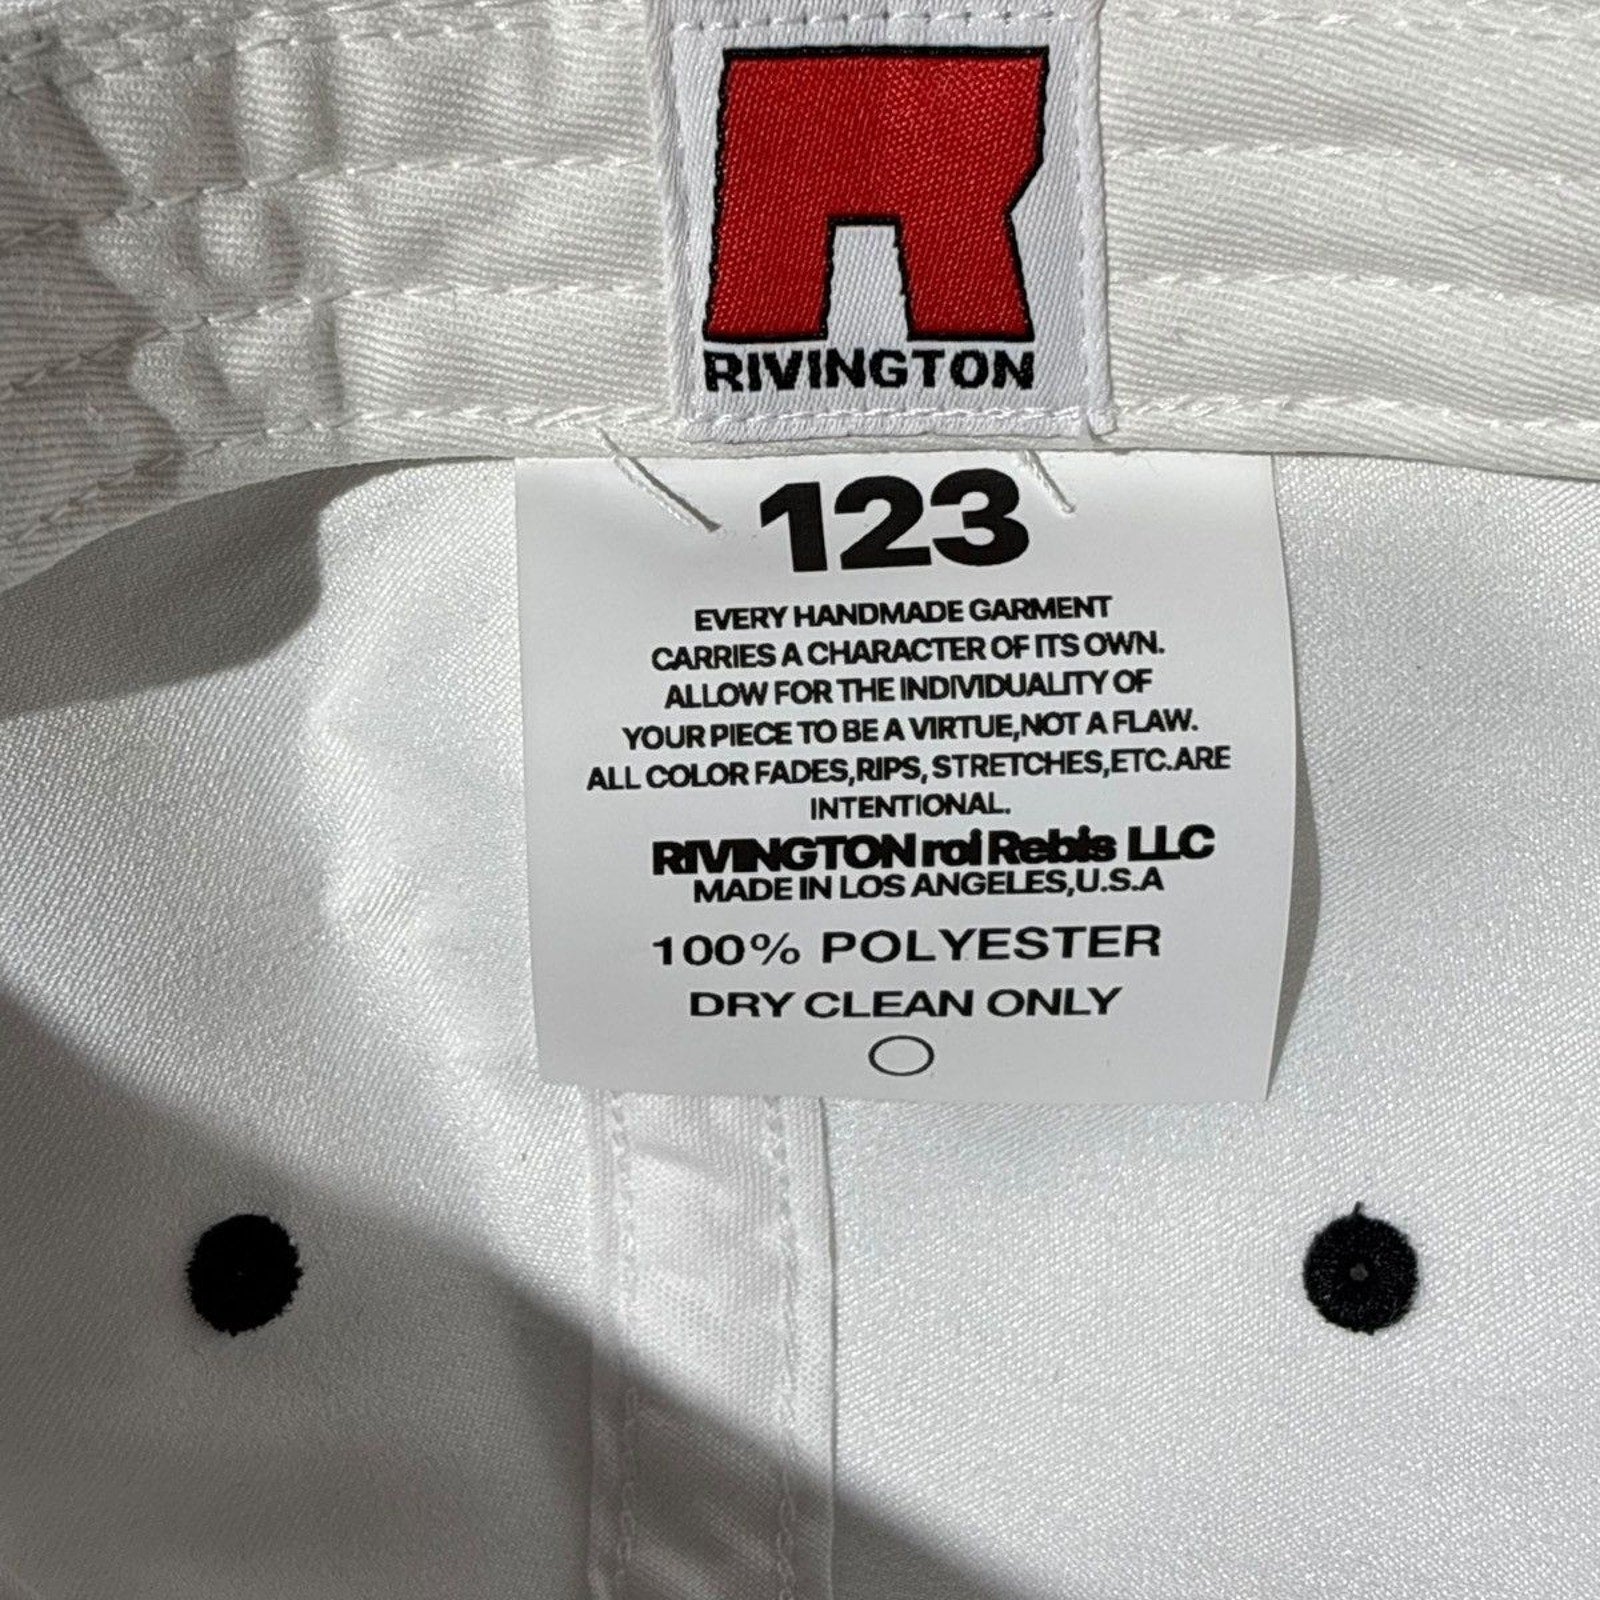 RIVINGTON
123
EVERY HANDMADE GARMENT
CARRIES A CHARACTER OF ITS OWN.
ALLOW FOR THE INDIVIDUALITY OF
YOUR PIECE TO BE A VIRTUE,NOT A FLAW.
ALL COLOR FADES,RIPS, STRETCHES,ETC.ARE
INTENTIONAL.
RIVINGTON roi Rebis LLC
MADE IN LOS ANGELES,U.S.A
100% POLYESTER
DRY CLEAN ONLY